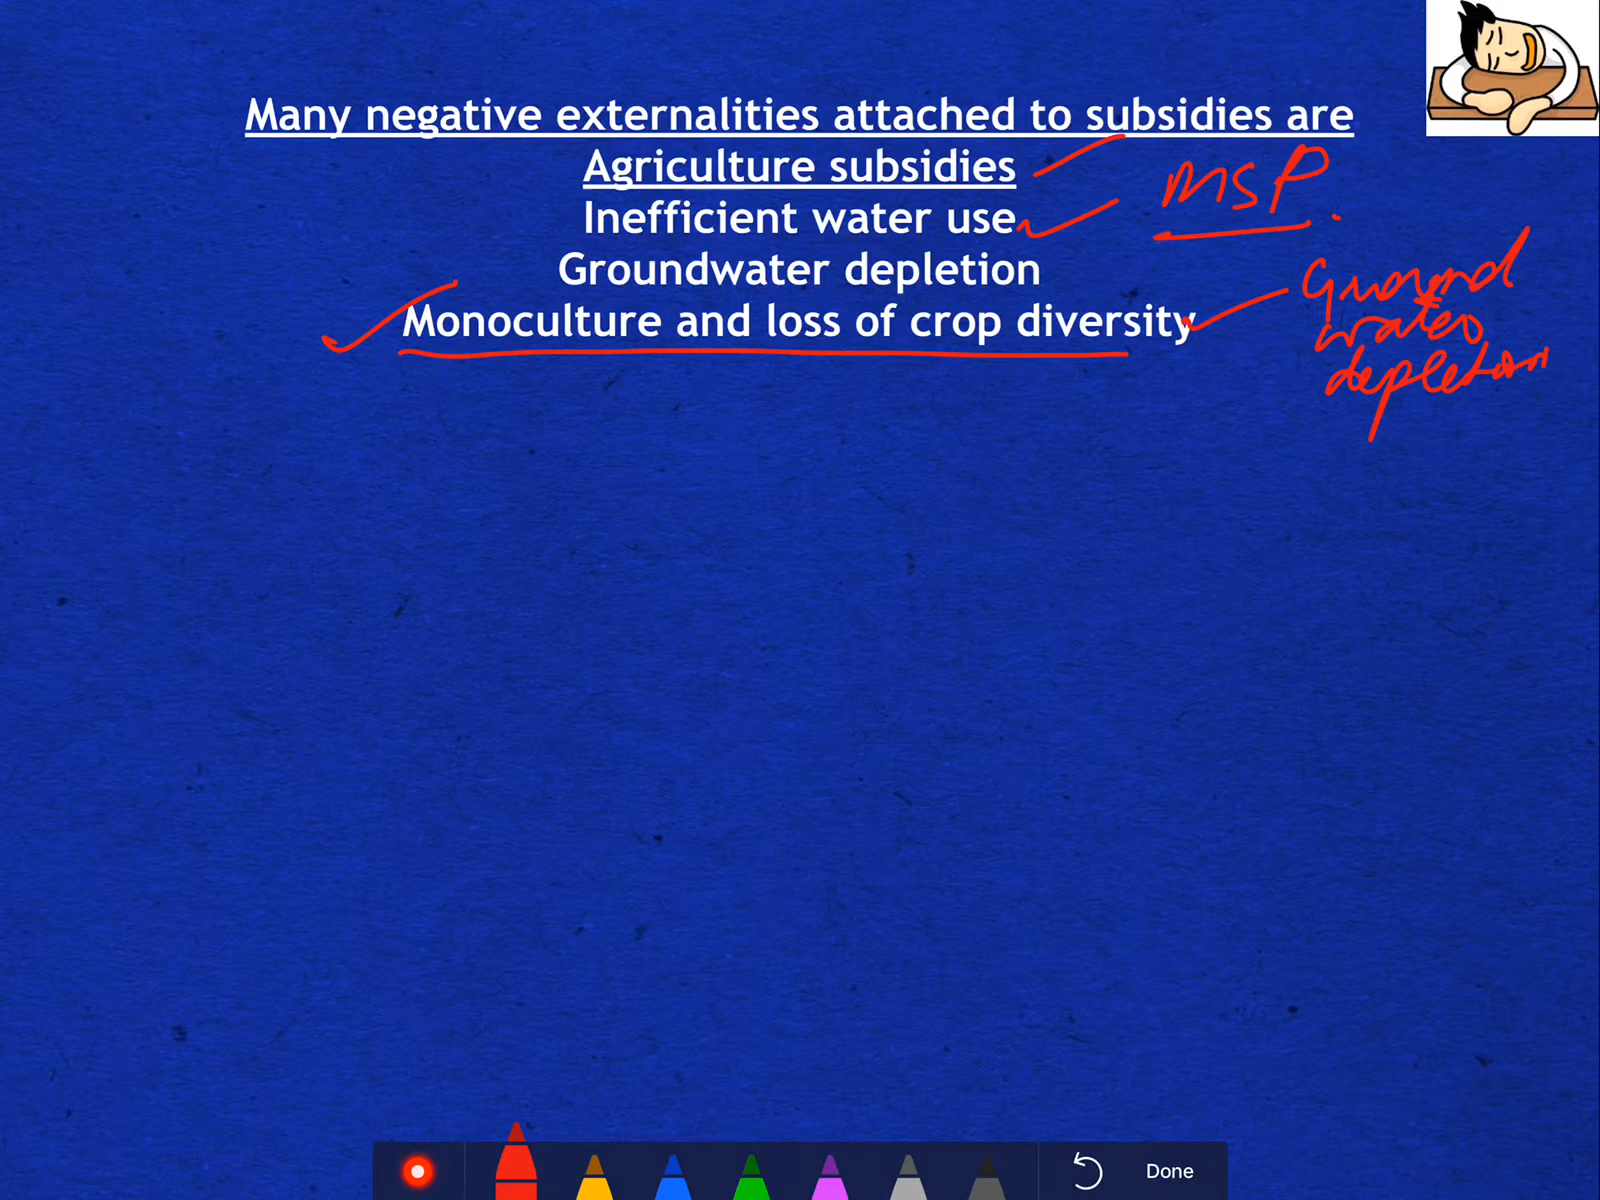 Many negative externalities attached to subsidies are
Agriculture subsidies
MSP.
Inefficient water use
Groundwater depletion
Monoculture and loss of crop diversity
Ground
water
depletion
Done